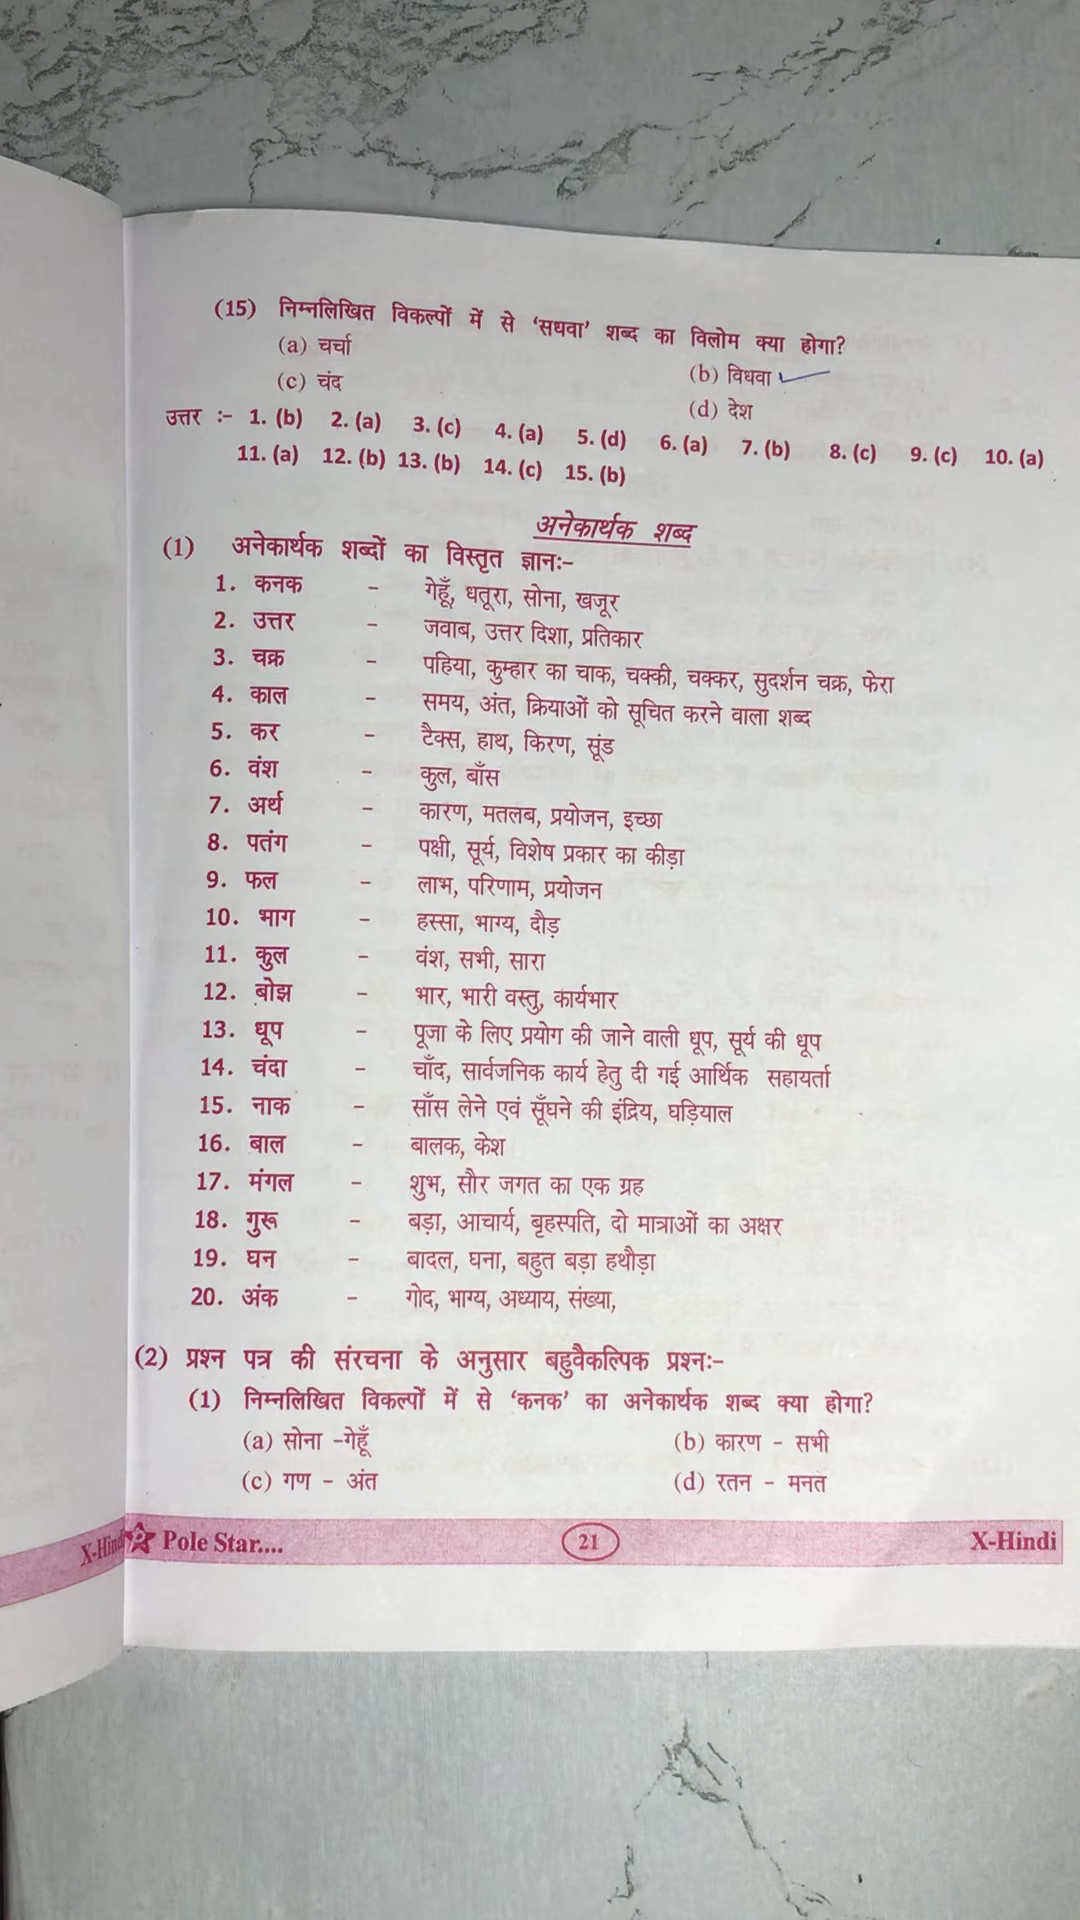 (15) निम्नलिखित विकल्पों में से 'सधवा' शब्द का विलोम क्या होगा?
(a) चर्चा (b) विधवा
(c) चंद (d) देश
उत्तर :- 1. (b) 2. (a) 3. (c) 4. (a) 5. (d) 6. (a) 7. (b) 8. (c) 9. (c) 10. (a)
11. (a) 12. (b) 13. (b) 14. (c) 15. (b)
अनेकार्थक शब्द
(1) अनेकार्थक शब्दों का विस्तृत ज्ञानः-
1. कनक - गेहूँ, धतूरा, सोना, खजूर
2. उत्तर - जवाब, उत्तर दिशा, प्रतिकार
3. चक्र - पहिया, कुम्हार का चाक, चक्की, चक्कर, सुदर्शन चक्र, फेरा
4. काल - समय, अंत, क्रियाओं को सूचित करने वाला शब्द
5. कर - टैक्स, हाथ, किरण, सूंड
6. वंश - कुल, बाँस
7. अर्थ - कारण, मतलब, प्रयोजन, इच्छा
8. पतंग - पक्षी, सूर्य, विशेष प्रकार का कीड़ा
9. फल - लाभ, परिणाम, प्रयोजन
10. भाग - हस्सा, भाग्य, दौड़
11. कुल - वंश, सभी, सारा
12. बोझ - भार, भारी वस्तु, कार्यभार
13. धूप - पूजा के लिए प्रयोग की जाने वाली धूप, सूर्य की धूप
14. चंदा - चाँद, सार्वजनिक कार्य हेतु दी गई आर्थिक सहायर्ता
15. नाक - साँस लेने एवं सूँघने की इंद्रिय, घड़ियाल
16. बाल - बालक, केश
17. मंगल - शुभ, सौर जगत का एक ग्रह
18. गुरू - बड़ा, आचार्य, बृहस्पति, दो मात्राओं का अक्षर
19. घन - बादल, घना, बहुत बड़ा हथौड़ा
20. अंक - गोद, भाग्य, अध्याय, संख्या,
(2) प्रश्न पत्र की संरचना के अनुसार बहुवैकल्पिक प्रश्नः-
(1) निम्नलिखित विकल्पों में से 'कनक' का अनेकार्थक शब्द क्या होगा?
(a) सोना -गेहूँ (b) कारण - सभी
(c) गण - अंत (d) रतन - मनत
X-Hindi Pole Star.... 21 X-Hindi